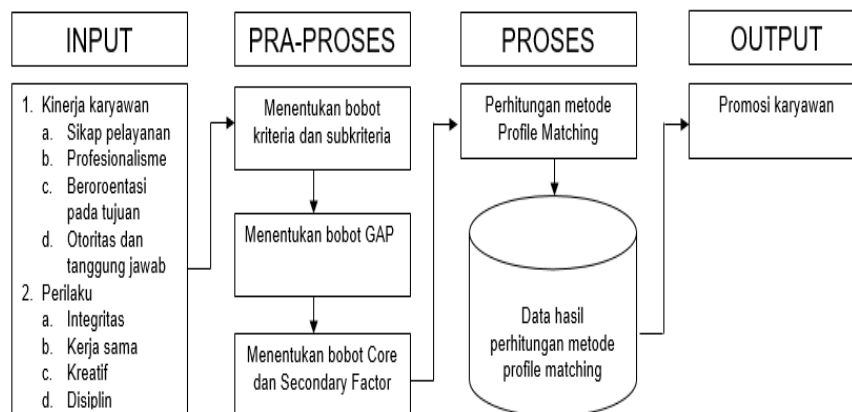 INPUT
PRA-PROSES
PROSES
OUTPUT
1. Kinerja karyawan
a. Sikap pelayanan
b. Profesionalisme
c. Beroroentasi
pada tujuan
d. Otoritas dan
tanggung jawab
2. Perilaku
a. Integritas
b. Kerja sama
c. Kreatif
d. Disiplin
Menentukan bobot
kriteria dan subkriteria
Menentukan bobot GAP
Menentukan bobot Core
dan Secondary Factor
Perhitungan metode
Profile Matching
Data hasil
perhitungan metode
profile matching
Promosi karyawan